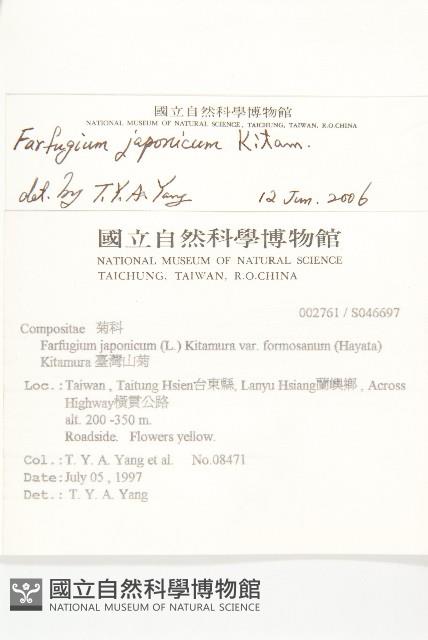 國立自然科學博物館
NATIONAL MUSEUM OF NATURAL SCIENCE, TAICHUNG, TAIWAN, R.O.CHINA
Farfugium japonicum Kitam.
det. by T.Y.A. Yang 12 Jun. 2006
國立自然科學博物館
NATIONAL MUSEUM OF NATURAL SCIENCE
TAICHUNG, TAIWAN, R.O.CHINA
002761 / S046697
Compositae 菊科
Farfugium japonicum (L.) Kitamura var. formosanum (Hayata)
Kitamura 臺灣山菊
Loc.:Taiwan , Taitung Hsien台東縣, Lanyu Hsiang蘭嶼鄉 , Across
Highway橫貫公路
alt. 200 -350 m.
Roadside. Flowers yellow.
Col.:T. Y. A. Yang et al. No.08471
Date:July 05 , 1997
Det.: T. Y. A. Yang
國立自然科學博物館
NATIONAL MUSEUM OF NATURAL SCIENCE